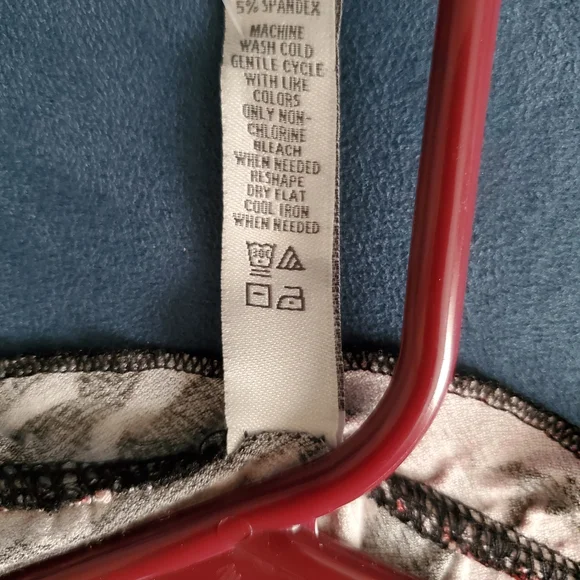 5% SPANDEX
MACHINE
WASH COLD
GENTLE CYCLE
WITH LIKE
COLORS
ONLY NON-
CHLORINE
BLEACH
WHEN NEEDED
RESHAPE
DRY FLAT
COOL IRON
WHEN NEEDED
30C